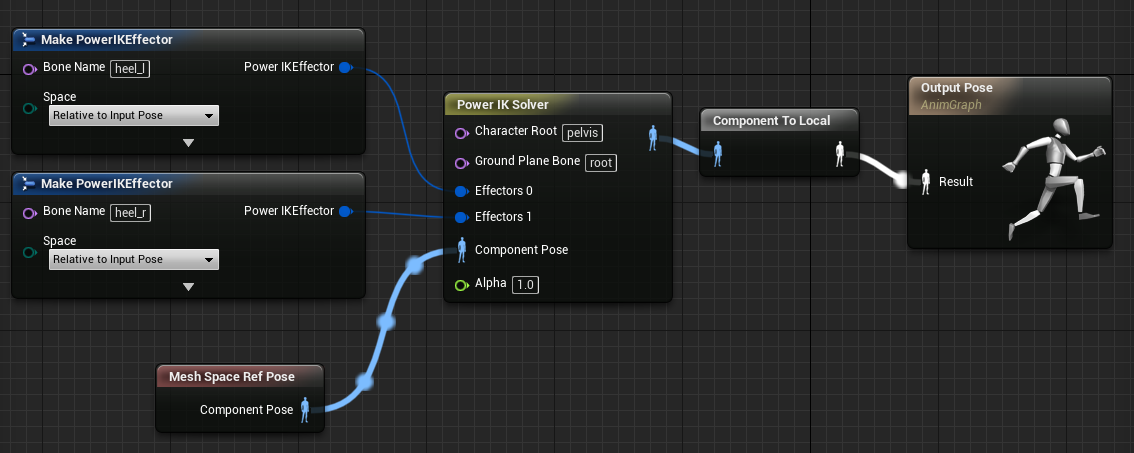 Make PowerIKEffector
Bone Name heel_l
Power IKEffector
Space
Relative to Input Pose
Make PowerIKEffector
Bone Name heel_r
Power IKEffector
Space
Relative to Input Pose
Mesh Space Ref Pose
Component Pose
Power IK Solver
Character Root pelvis
Ground Plane Bone root
Effectors 0
Effectors 1
Component Pose
Alpha 1.0
Component To Local
Output Pose
AnimGraph
Result